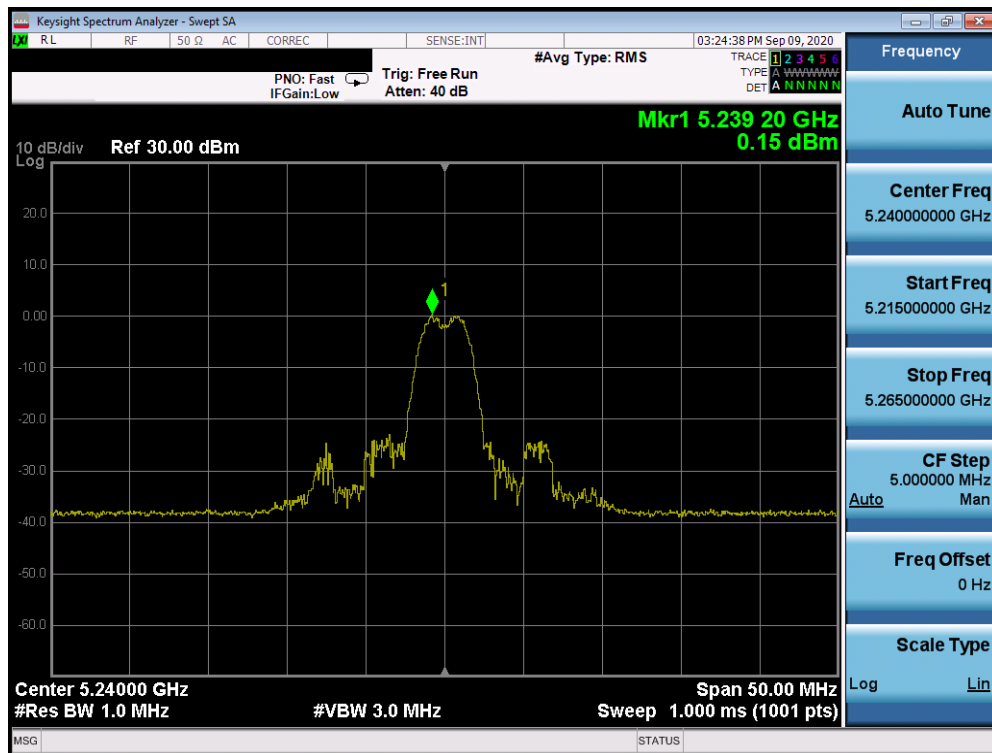 Keysight Spectrum Analyzer - Swept SA
LXI RL RF 50 Ω AC CORREC SENSE:INT 03:24:38 PM Sep 09, 2020
#Avg Type: RMS TRACE 1 2 3 4 5 6
PNO: Fast Trig: Free Run TYPE A WWWWW
IFGain:Low Atten: 40 dB DET A N N N N N
Mkr1 5.239 20 GHz
0.15 dBm
10 dB/div Ref 30.00 dBm
Log
1
20.0
10.0
0.00
-10.0
-20.0
-30.0
-40.0
-50.0
-60.0
Center 5.24000 GHz Span 50.00 MHz
#Res BW 1.0 MHz #VBW 3.0 MHz Sweep 1.000 ms (1001 pts)
MSG STATUS
Frequency
Auto Tune
Center Freq
5.240000000 GHz
Start Freq
5.215000000 GHz
Stop Freq
5.265000000 GHz
CF Step
5.000000 MHz
Auto Man
Freq Offset
0 Hz
Scale Type
Log Lin